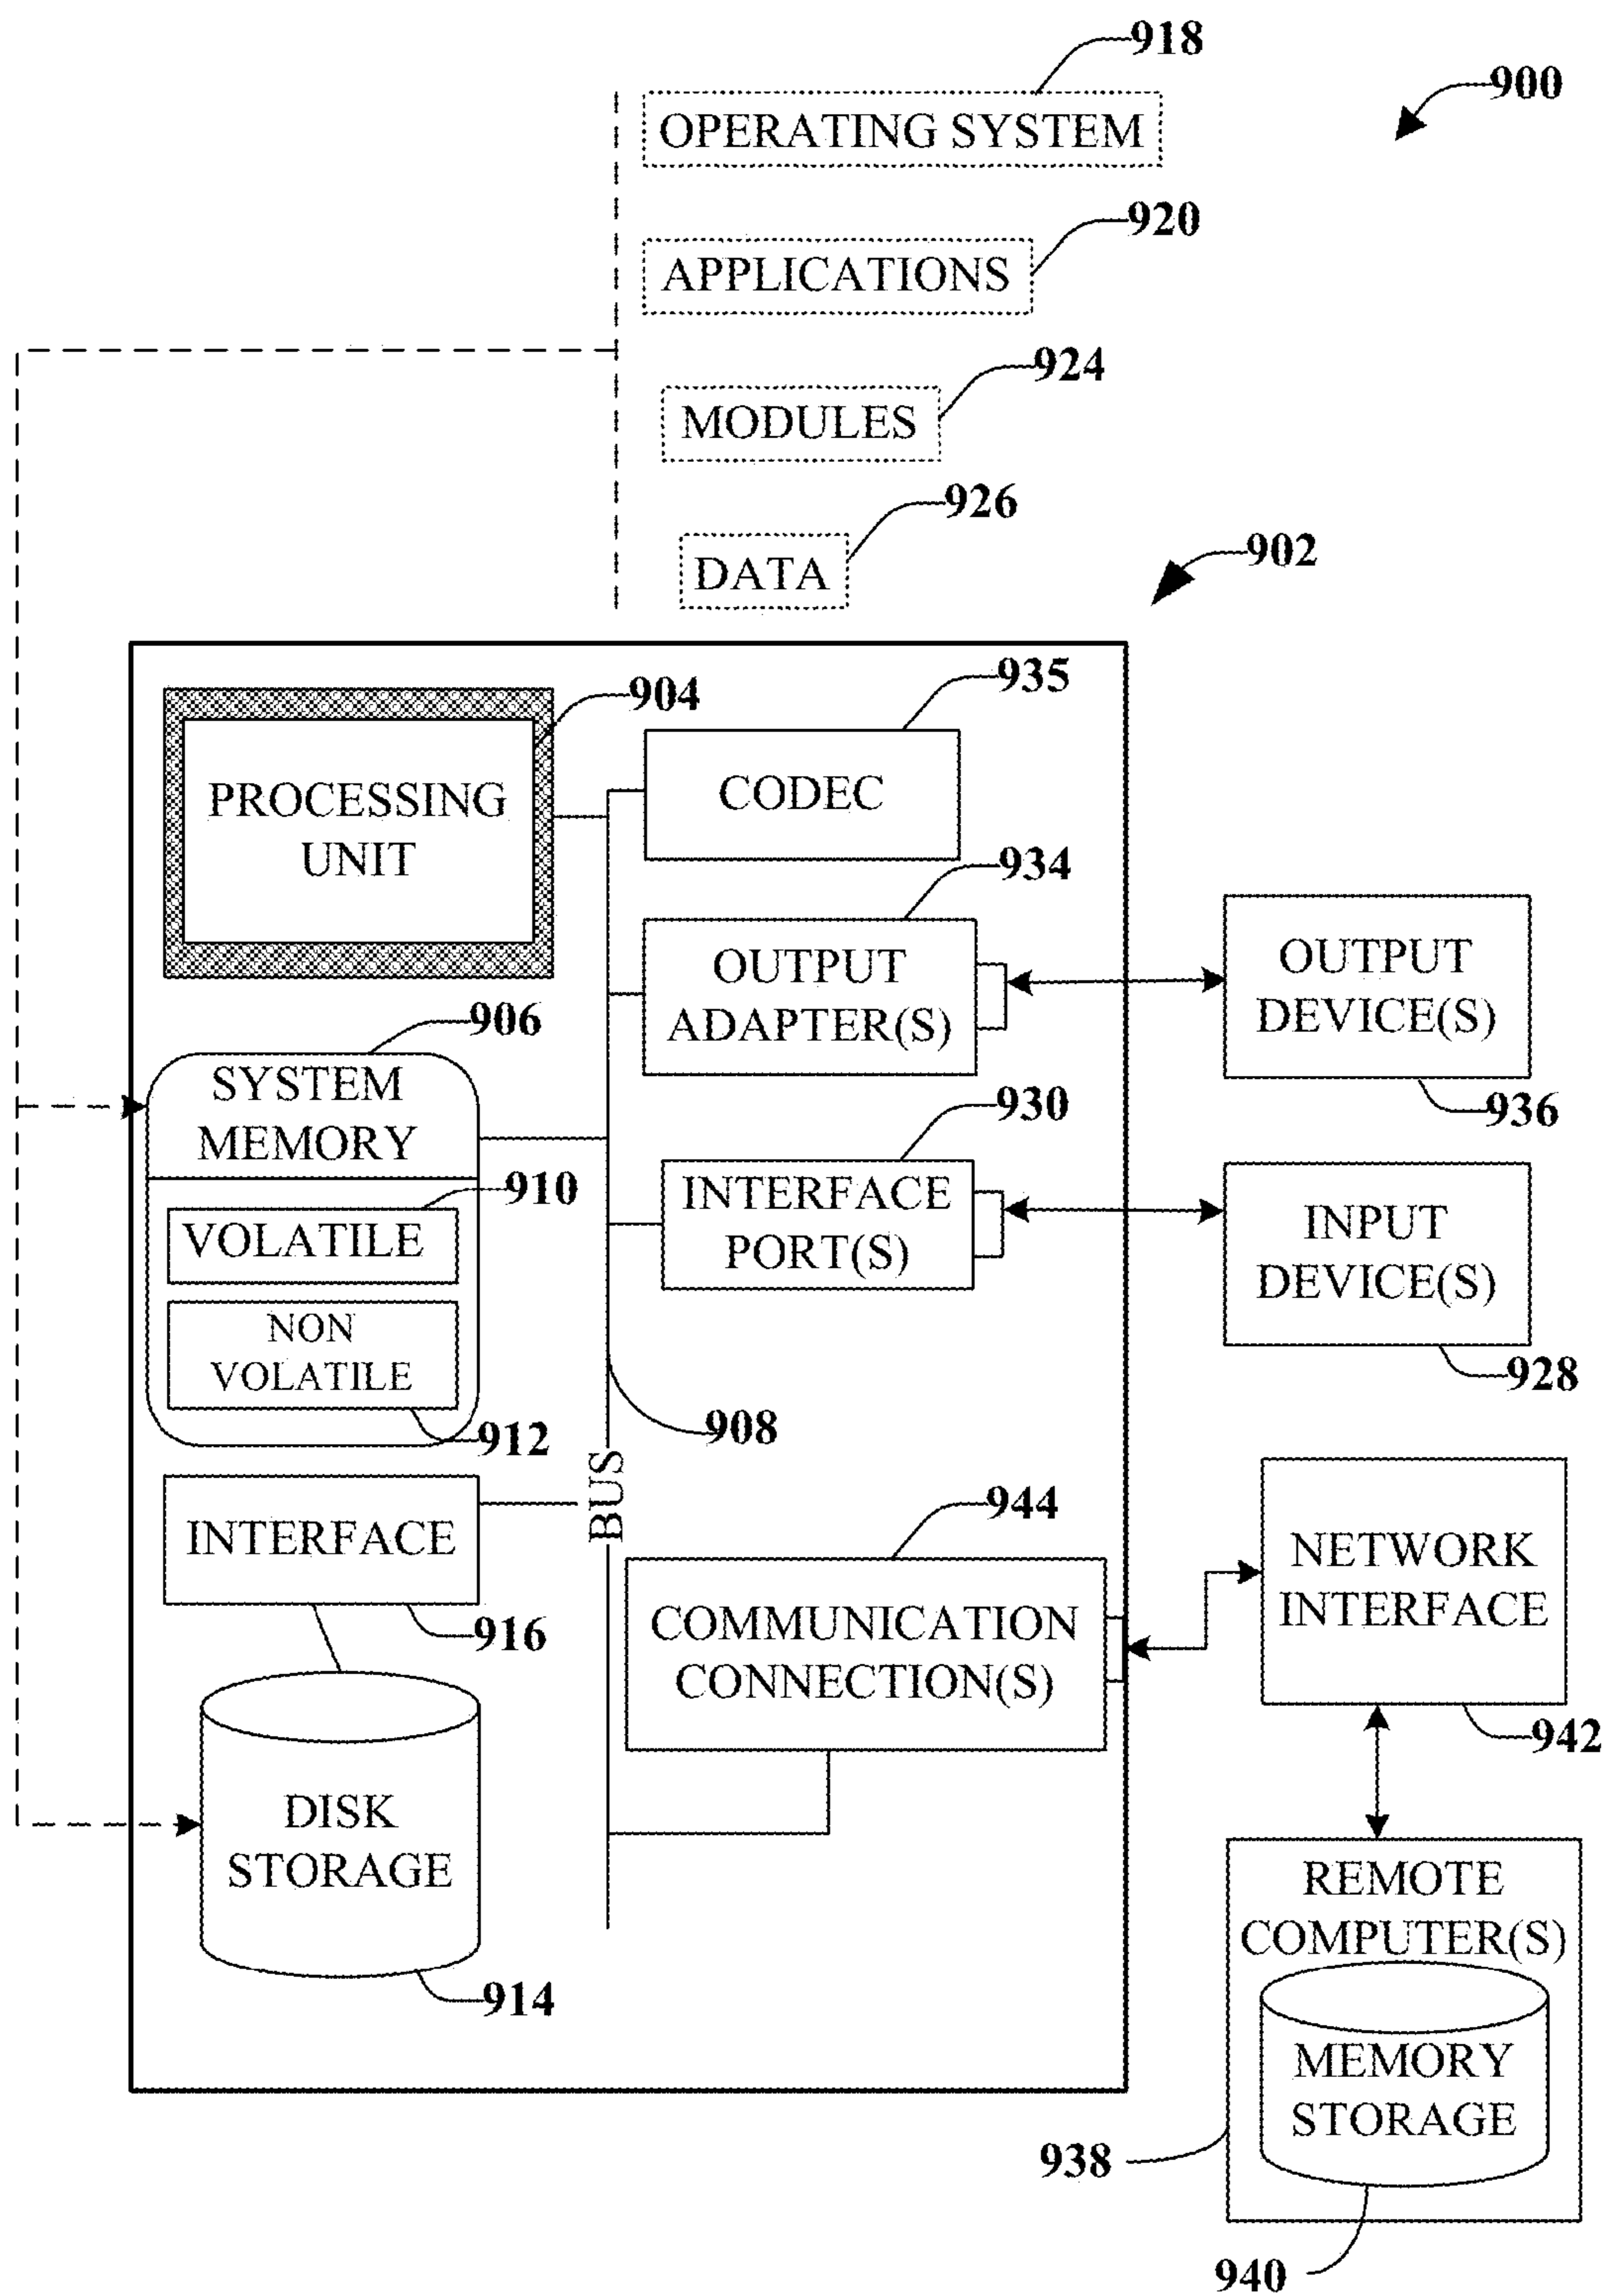 918
900
OPERATING SYSTEM
920
APPLICATIONS
924
MODULES
926
902
DATA
935
904
CODEC
PROCESSING
UNIT
934
OUTPUT
ADAPTER(S)
OUTPUT
DEVICE(S)
936
906
SYSTEM
MEMORY
930
910
INTERFACE
PORT(S)
INPUT
DEVICE(S)
928
VOLATILE
NON
VOLATILE
912
908
BUS
944
INTERFACE
916
COMMUNICATION
CONNECTION(S)
NETWORK
INTERFACE
942
DISK
STORAGE
914
REMOTE
COMPUTER(S)
MEMORY
STORAGE
938
940